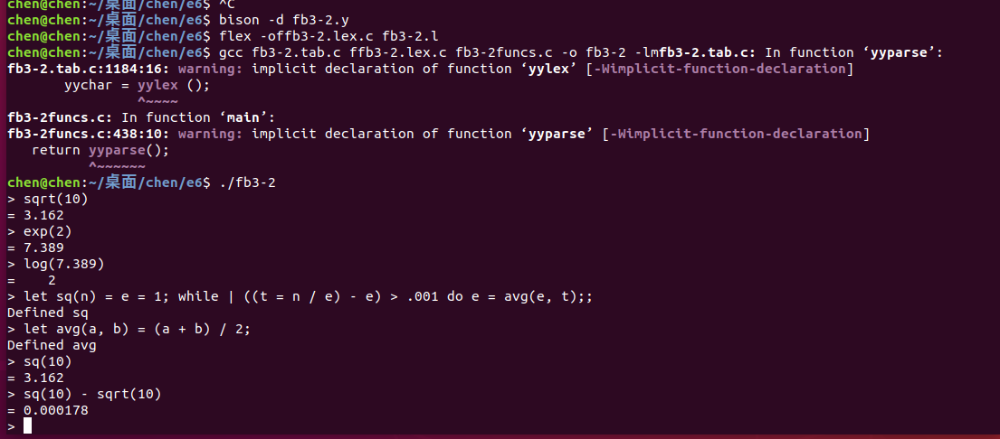 chen@chen:~/桌面/chen/e6$ ^C
chen@chen:~/桌面/chen/e6$ bison -d fb3-2.y
chen@chen:~/桌面/chen/e6$ flex -offb3-2.lex.c fb3-2.l
chen@chen:~/桌面/chen/e6$ gcc fb3-2.tab.c ffb3-2.lex.c fb3-2funcs.c -o fb3-2 -lmfb3-2.tab.c: In function ‘yyparse’:
fb3-2.tab.c:1184:16: warning: implicit declaration of function ‘yylex’ [-Wimplicit-function-declaration]
       yychar = yylex ();
                ^~~~~
fb3-2funcs.c: In function ‘main’:
fb3-2funcs.c:438:10: warning: implicit declaration of function ‘yyparse’ [-Wimplicit-function-declaration]
   return yyparse();
          ^~~~~~~
chen@chen:~/桌面/chen/e6$ ./fb3-2
> sqrt(10)
= 3.162
> exp(2)
= 7.389
> log(7.389)
=    2
> let sq(n) = e = 1; while | ((t = n / e) - e) > .001 do e = avg(e, t);;
Defined sq
> let avg(a, b) = (a + b) / 2;
Defined avg
> sq(10)
= 3.162
> sq(10) - sqrt(10)
= 0.000178
>